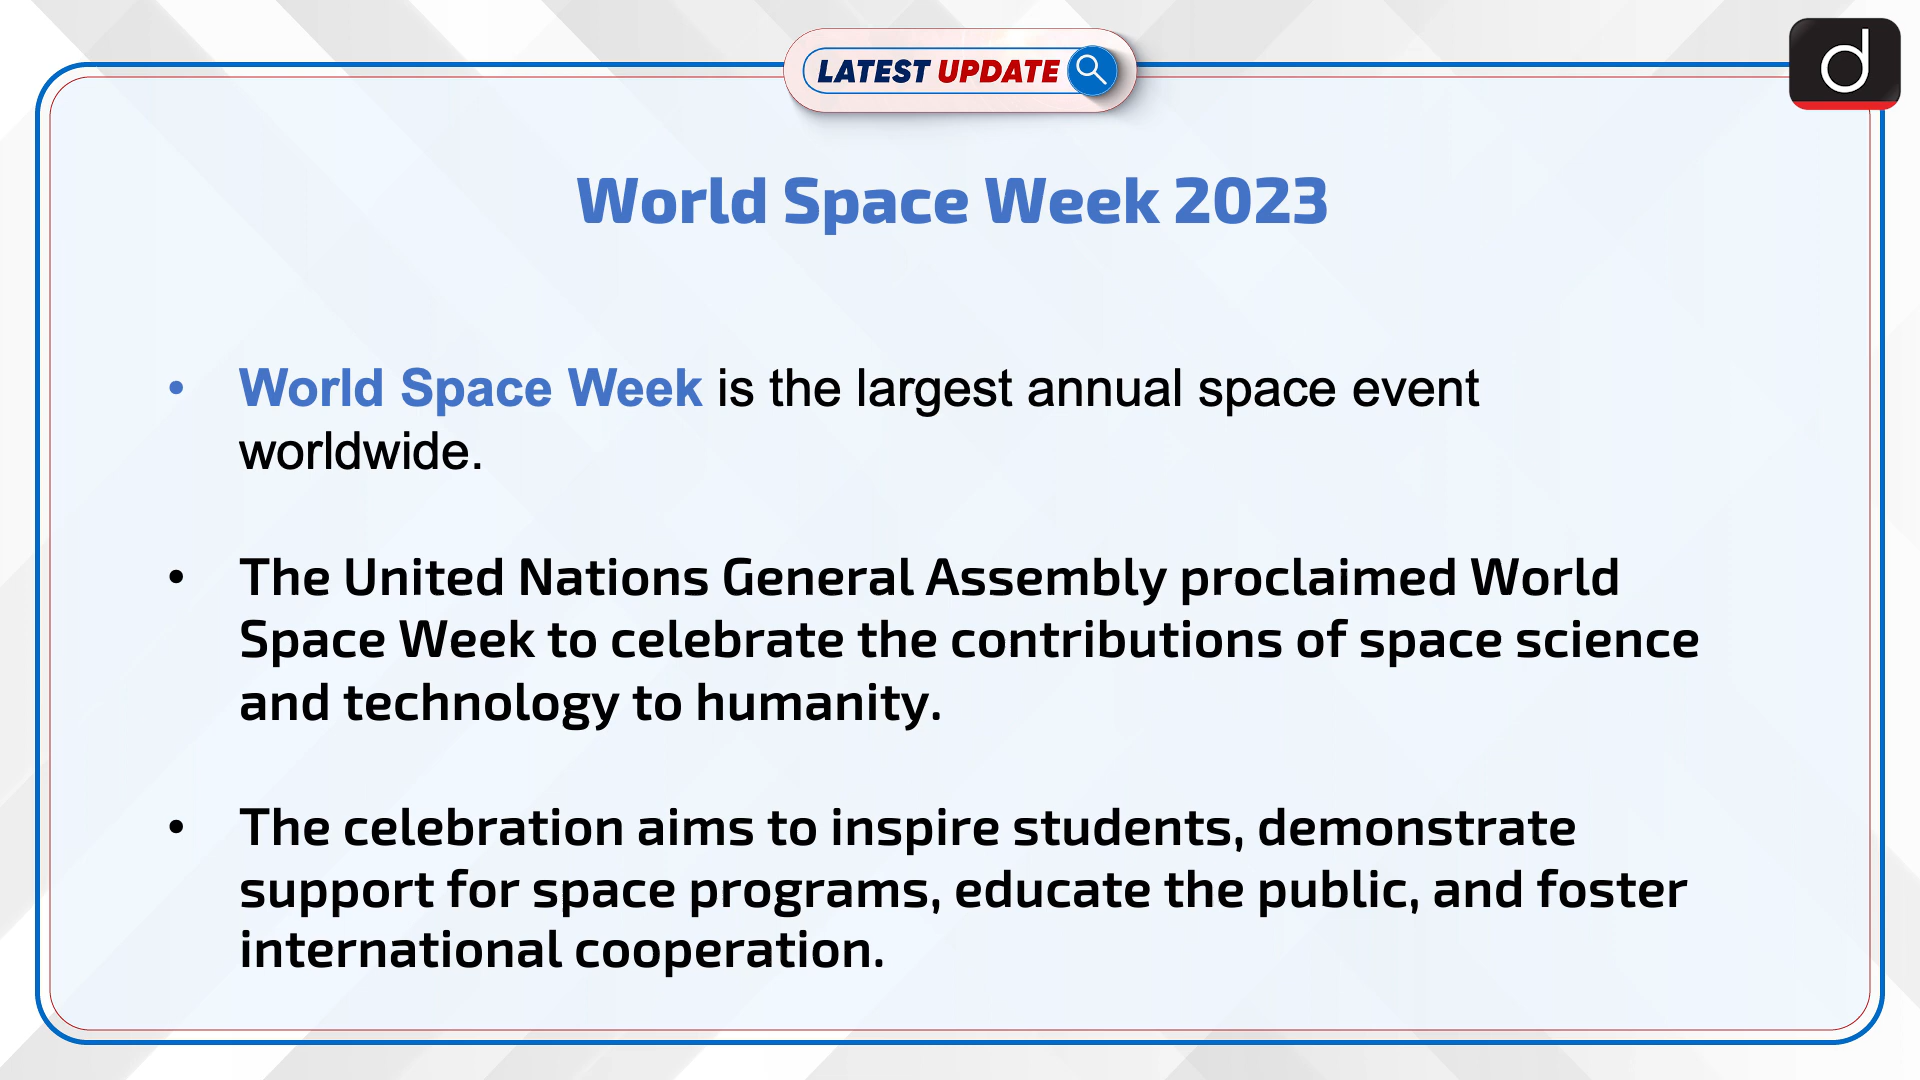 LATEST UPDATE
d
World Space Week 2023
• World Space Week is the largest annual space event
worldwide.
• The United Nations General Assembly proclaimed World
Space Week to celebrate the contributions of space science
and technology to humanity.
• The celebration aims to inspire students, demonstrate
support for space programs, educate the public, and foster
international cooperation.